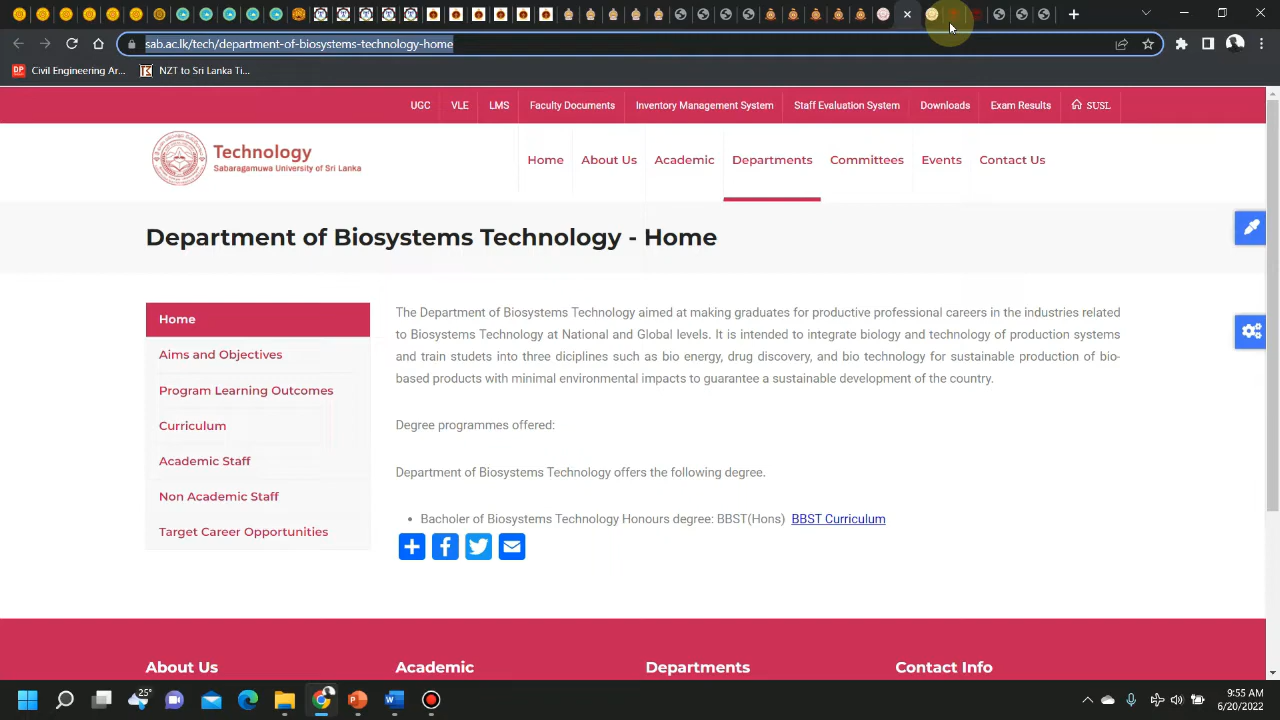 sab.ac.lk/tech/department-of-biosystems-technology-home
DP Civil Engineering Ar... NZT to Sri Lanka Ti...
UGC VLE LMS Faculty Documents Inventory Management System Staff Evaluation System Downloads Exam Results SUSL
Technology
Sabaragamuwa University of Sri Lanka
Home About Us Academic Departments Committees Events Contact Us
Department of Biosystems Technology - Home
Home
Aims and Objectives
Program Learning Outcomes
Curriculum
Academic Staff
Non Academic Staff
Target Career Opportunities
The Department of Biosystems Technology aimed at making graduates for productive professional careers in the industries related
to Biosystems Technology at National and Global levels. It is intended to integrate biology and technology of production systems
and train studets into three diciplines such as bio energy, drug discovery, and bio technology for sustainable production of bio-
based products with minimal environmental impacts to guarantee a sustainable development of the country.
Degree programmes offered:
Department of Biosystems Technology offers the following degree.
• Bacholer of Biosystems Technology Honours degree: BBST(Hons) BBST Curriculum
About Us Academic Departments Contact Info
25°
9:55 AM
6/20/2022